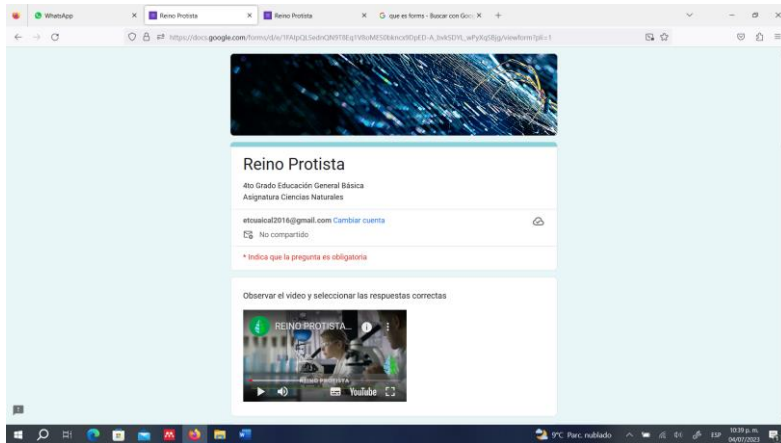 WhatsApp
Reino Protista
Reino Protista
que es forms - Buscar con Goo
Reino Protista
4to Grado Educación General Básica
Asignatura Ciencias Naturales
etcuaical2016@gmail.com Cambiar cuenta
No compartido
* Indica que la pregunta es obligatoria
Observar el video y seleccionar las respuestas correctas
REINO PROTISTA...
REINO PROTISTA
YouTube
9°C Parc. nublado
ESP
10:39 p. m.
04/07/2023